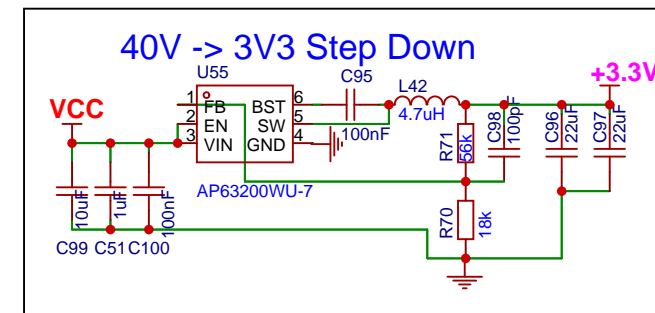 40V -> 3V3 Step Down
U55
C95
L42
+3.3V
VCC
1
FB
BST
6
2
EN
SW
5
3
VIN
GND
4
100nF
4.7uH
R71
56k
C98
100pF
C96
22uF
C97
22uF
AP63200WU-7
10uF
1uF
100nF
R70
18k
C99
C51
C100